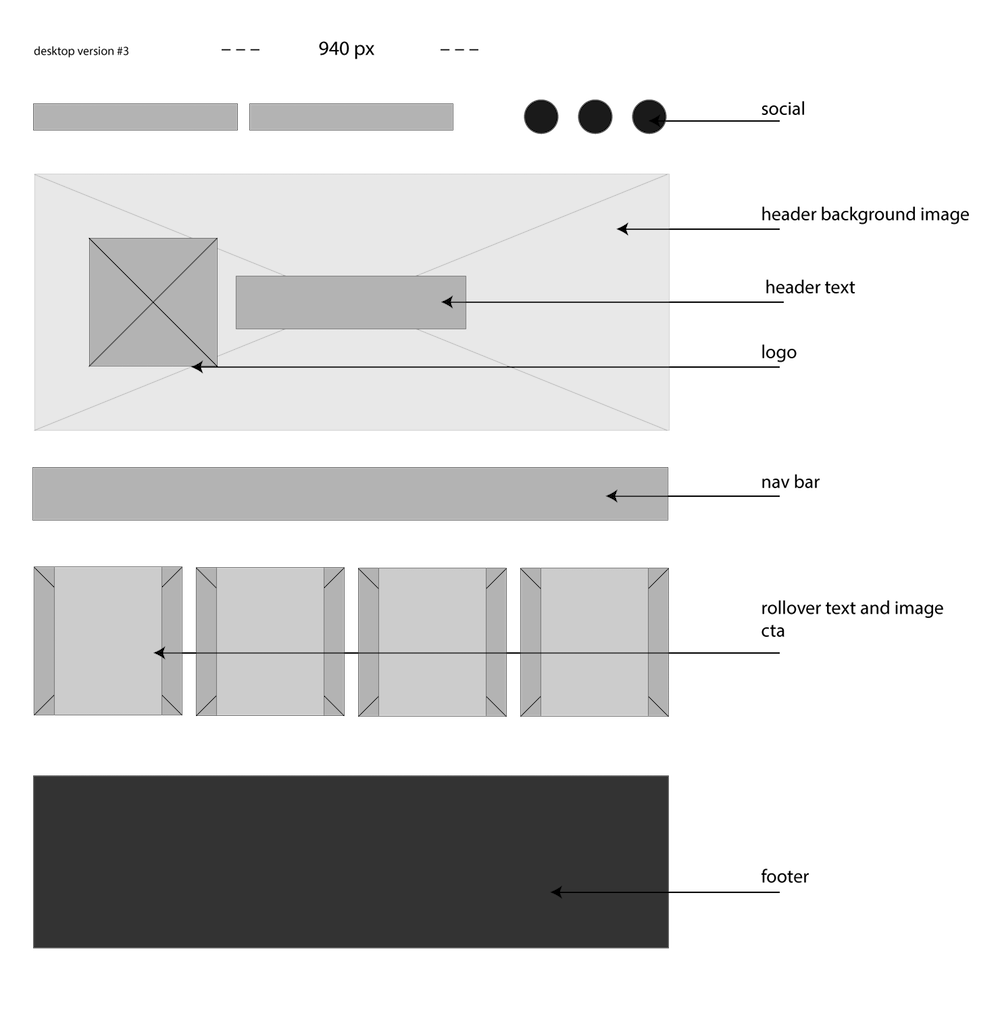 desktop version #3
940 px
social
header background image
header text
logo
nav bar
rollover text and image
cta
footer